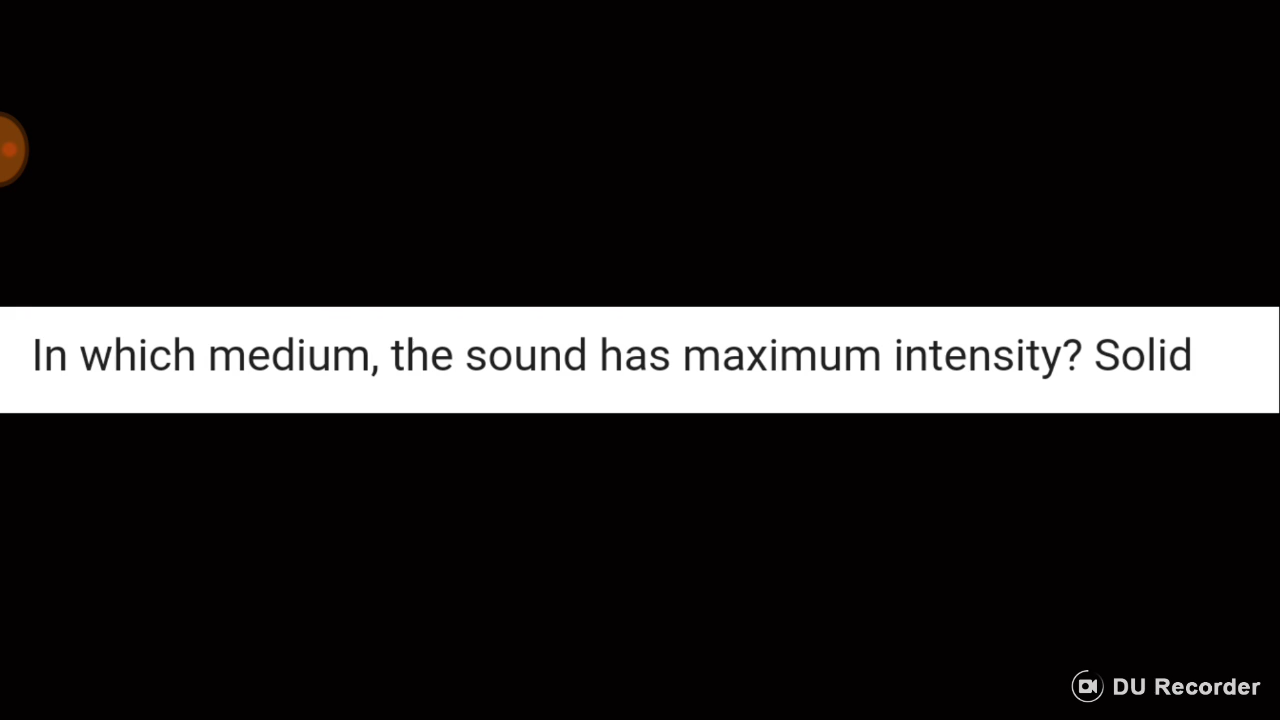 In which medium, the sound has maximum intensity? Solid
DU Recorder